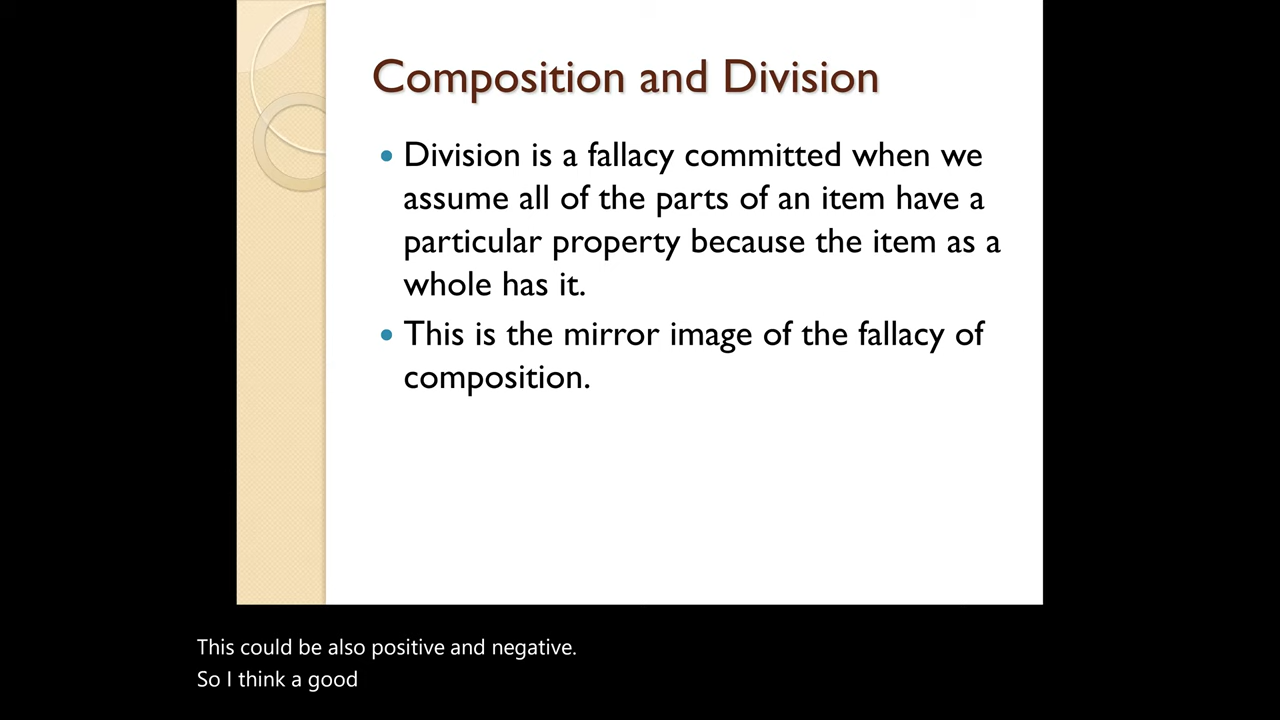 Composition and Division
• Division is a fallacy committed when we
assume all of the parts of an item have a
particular property because the item as a
whole has it.
• This is the mirror image of the fallacy of
composition.
This could be also positive and negative.
So I think a good